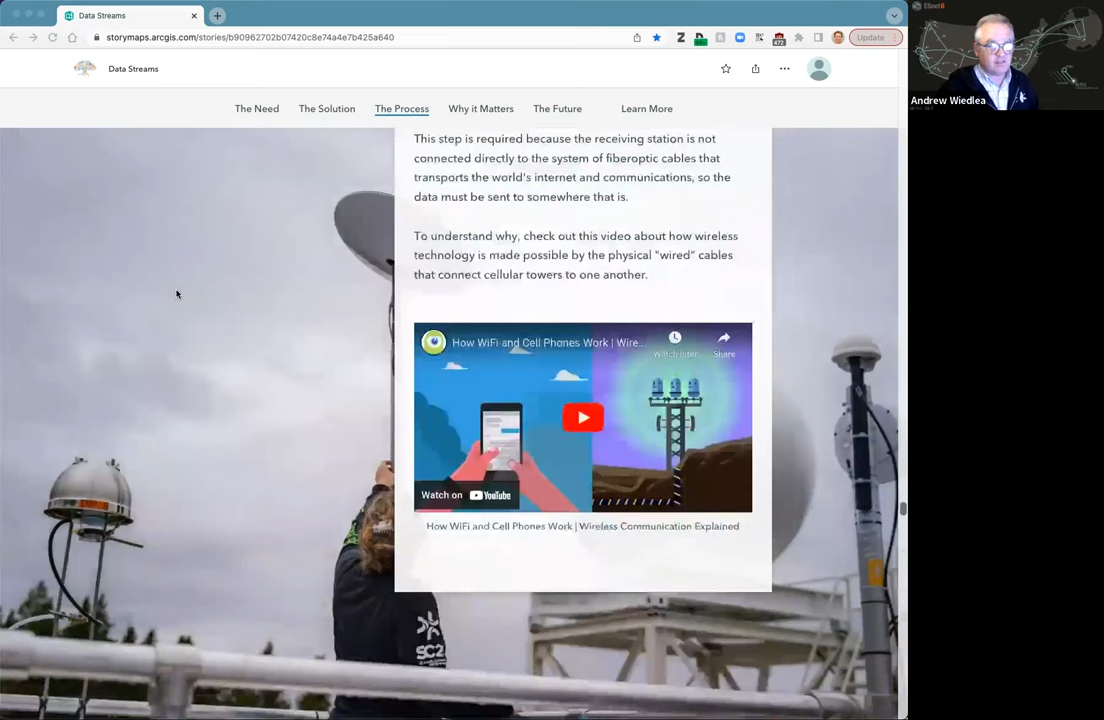 Data Streams
storymaps.arcgis.com/stories/b90962702b07420c8e74a4e7b425a640
472
Update
Data Streams
The Need
The Solution
The Process
Why it Matters
The Future
Learn More
This step is required because the receiving station is not
connected directly to the system of fiberoptic cables that
transports the world's internet and communications, so the
data must be sent to somewhere that is.
To understand why, check out this video about how wireless
technology is made possible by the physical "wired" cables
that connect cellular towers to one another.
How WiFi and Cell Phones Work | Wire...
Watch later
Share
Watch on YouTube
How WiFi and Cell Phones Work | Wireless Communication Explained
SC2
ESnet6
Andrew Wiedlea